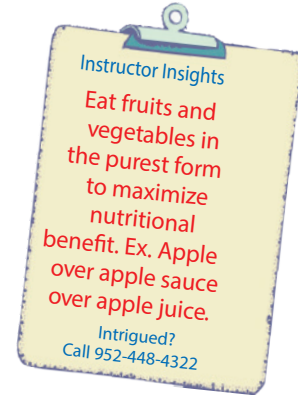 Instructor Insights
Eat fruits and
vegetables in
the purest form
to maximize
nutritional
benefit. Ex. Apple
over apple sauce
over apple juice.
Intrigued?
Call 952-448-4322